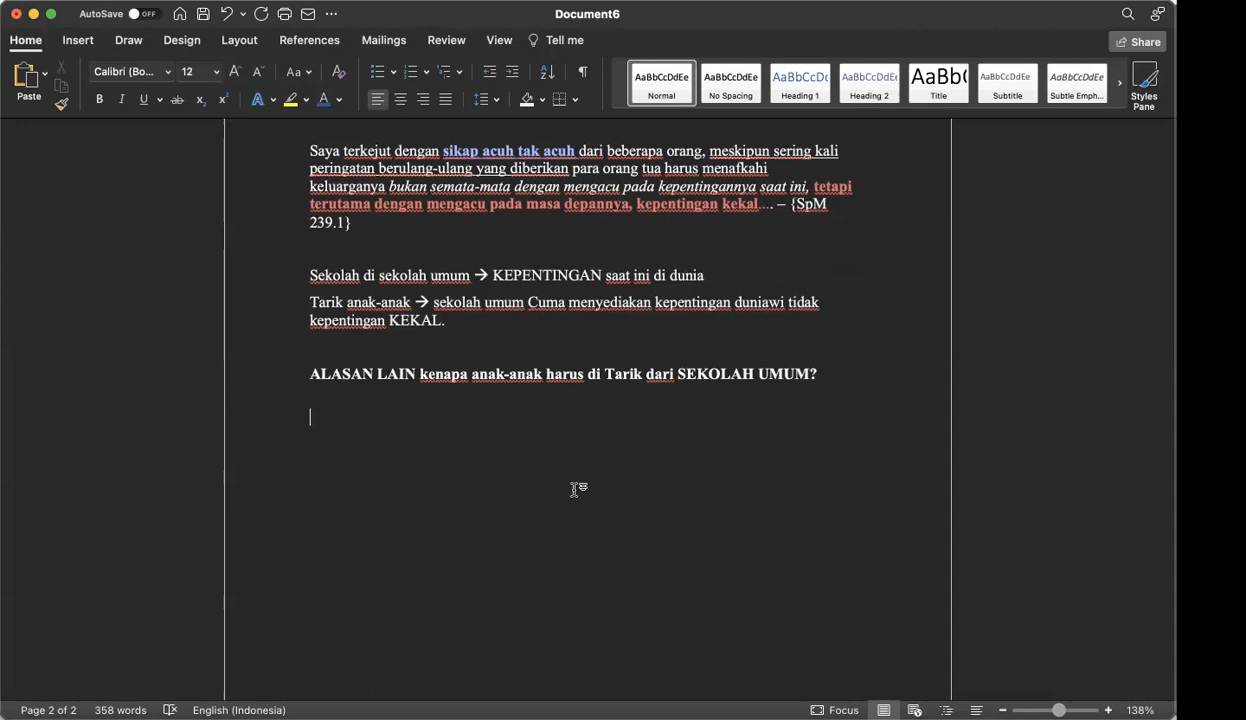 AutoSave OFF Document6
Home Insert Draw Design Layout References Mailings Review View Tell me Share
Paste Calibri (Bo... 12 Aa AaBbCcDdEe AaBbCcDdEe AaBbCcDc AaBbCcDdEe AaBb( AaBbCcDdEe AaBbCcDdEe Styles Pane
Normal No Spacing Heading 1 Heading 2 Title Subtitle Subtle Emph...
Saya terkejut dengan sikap acuh tak acuh dari beberapa orang, meskipun sering kali
peringatan berulang-ulang yang diberikan para orang tua harus menafkahi
keluarganya bukan semata-mata dengan mengacu pada kepentingannya saat ini, tetapi
terutama dengan mengacu pada masa depannya, kepentingan kekal.... – {SpM
239.1}
Sekolah di sekolah umum → KEPENTINGAN saat ini di dunia
Tarik anak-anak → sekolah umum Cuma menyediakan kepentingan duniawi tidak
kepentingan KEKAL.
ALASAN LAIN kenapa anak-anak harus di Tarik dari SEKOLAH UMUM?
Page 2 of 2 358 words English (Indonesia) Focus 138%